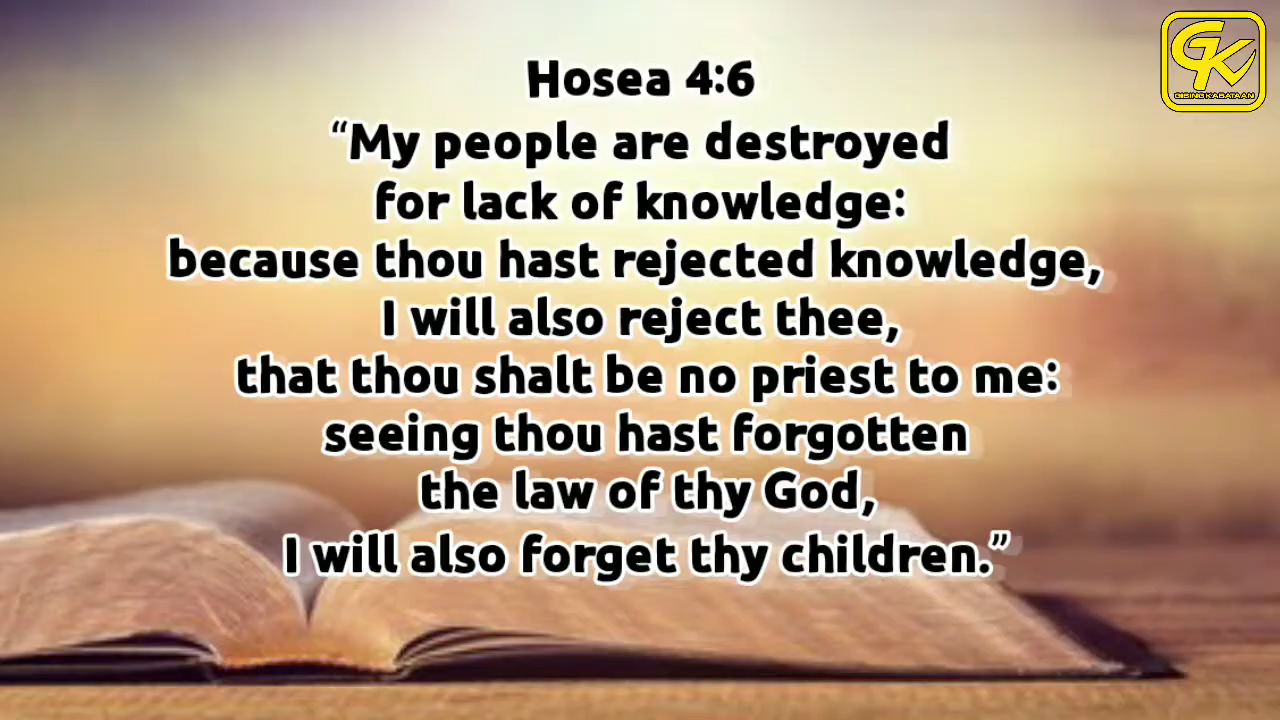 Hosea 4:6
“My people are destroyed
for lack of knowledge:
because thou hast rejected knowledge,
I will also reject thee,
that thou shalt be no priest to me:
seeing thou hast forgotten
the law of thy God,
I will also forget thy children.”
GK
GISING KABATAAN